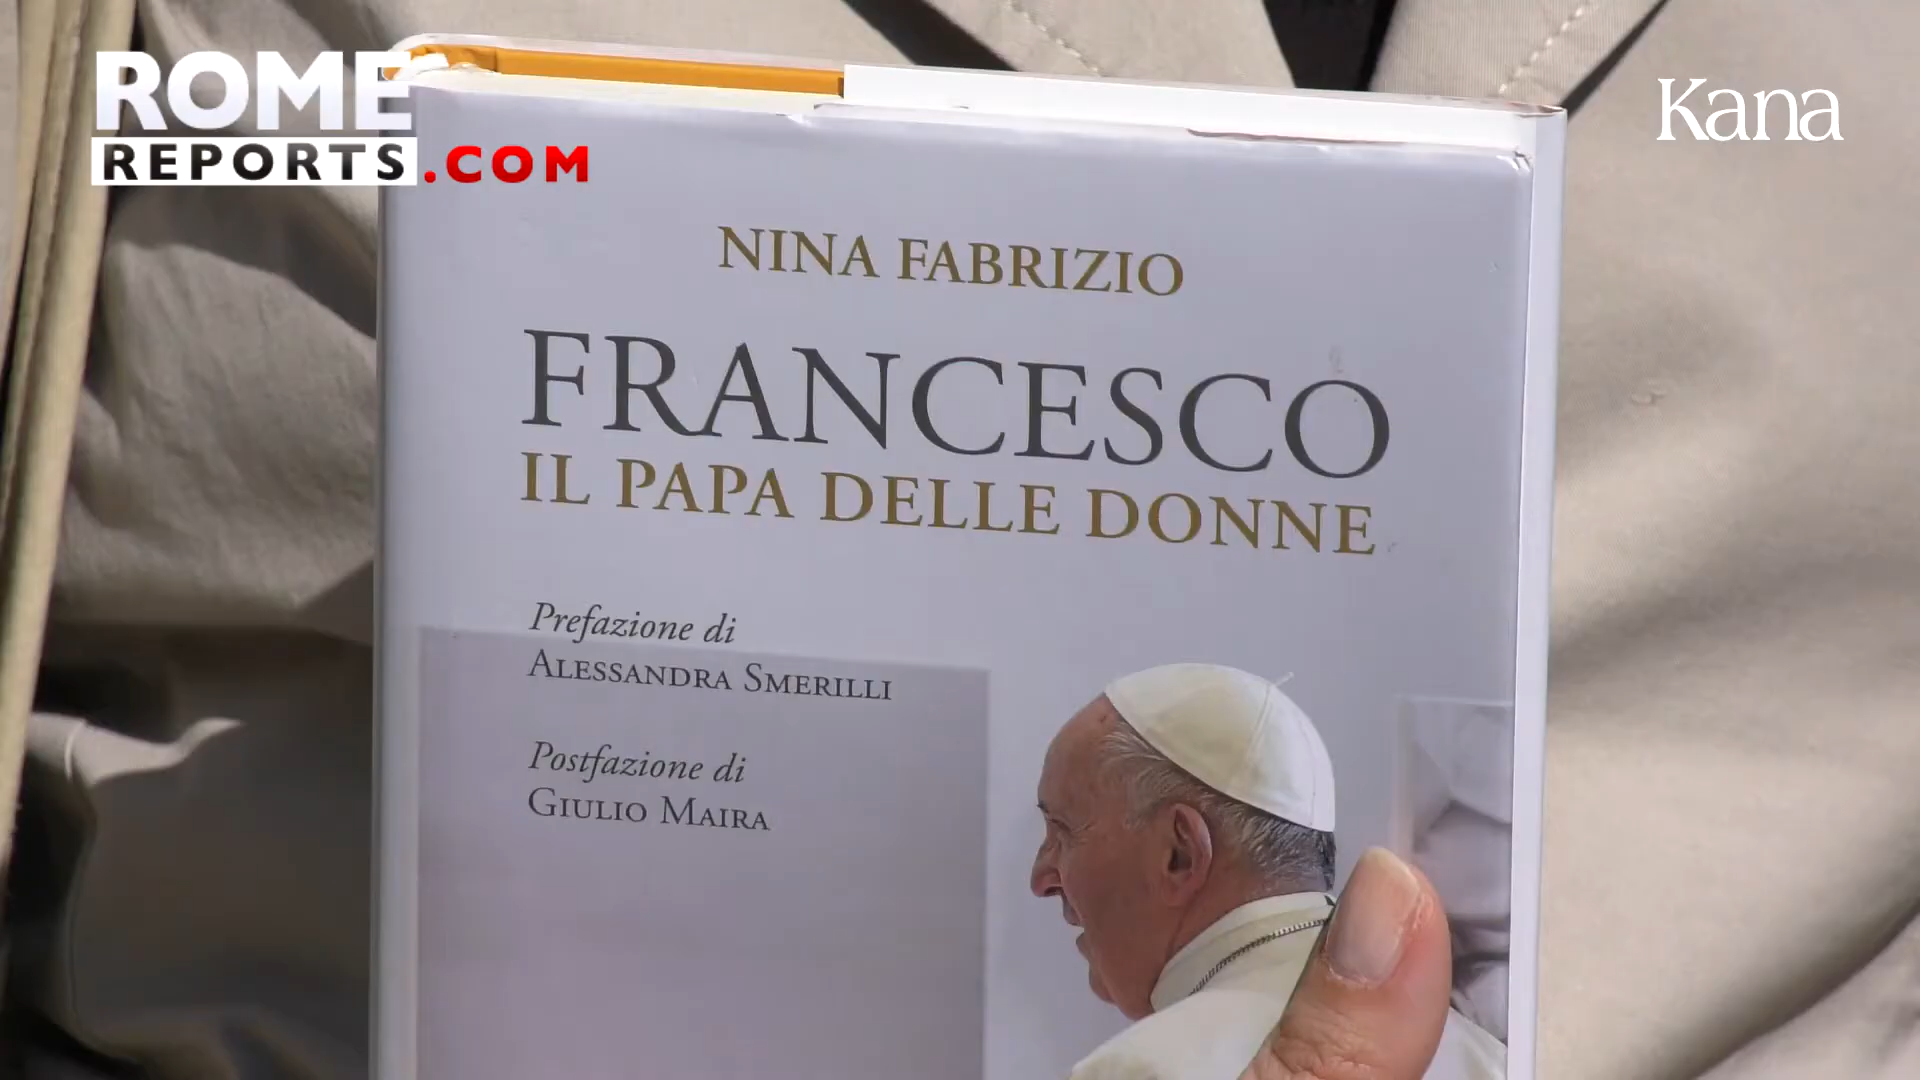 ROME
REPORTS.COM
Kana
NINA FABRIZIO
FRANCESCO
IL PAPA DELLE DONNE
Prefazione di
ALESSANDRA SMERILLI
Postfazione di
GIULIO MAIRA